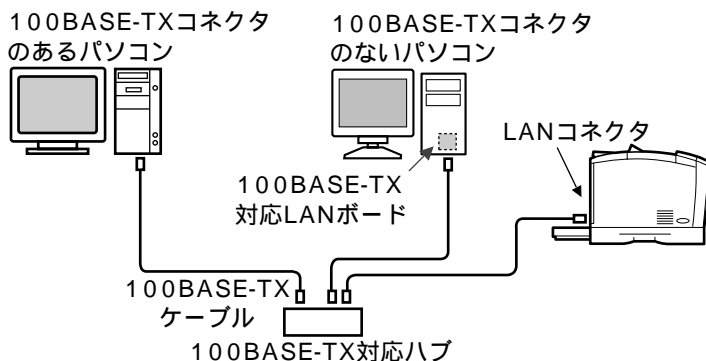 100BASE-TXコネクタ
のあるパソコン
100BASE-TXコネクタ
のないパソコン
LANコネクタ
100BASE-TX
対応LANボード
100BASE-TX
ケーブル
100BASE-TX対応ハブ